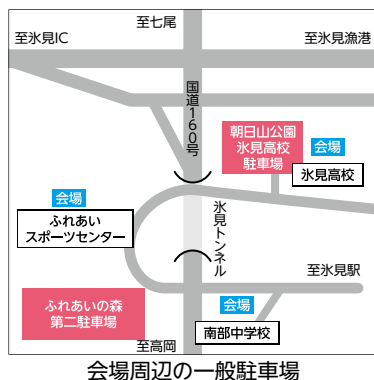 至七尾
至氷見IC
至氷見漁港
国道160号
朝日山公園
氷見高校
駐車場
会場
氷見高校
会場
ふれあい
スポーツセンター
氷見トンネル
至氷見駅
ふれあいの森
第二駐車場
会場
南部中学校
至高岡
会場周辺の一般駐車場